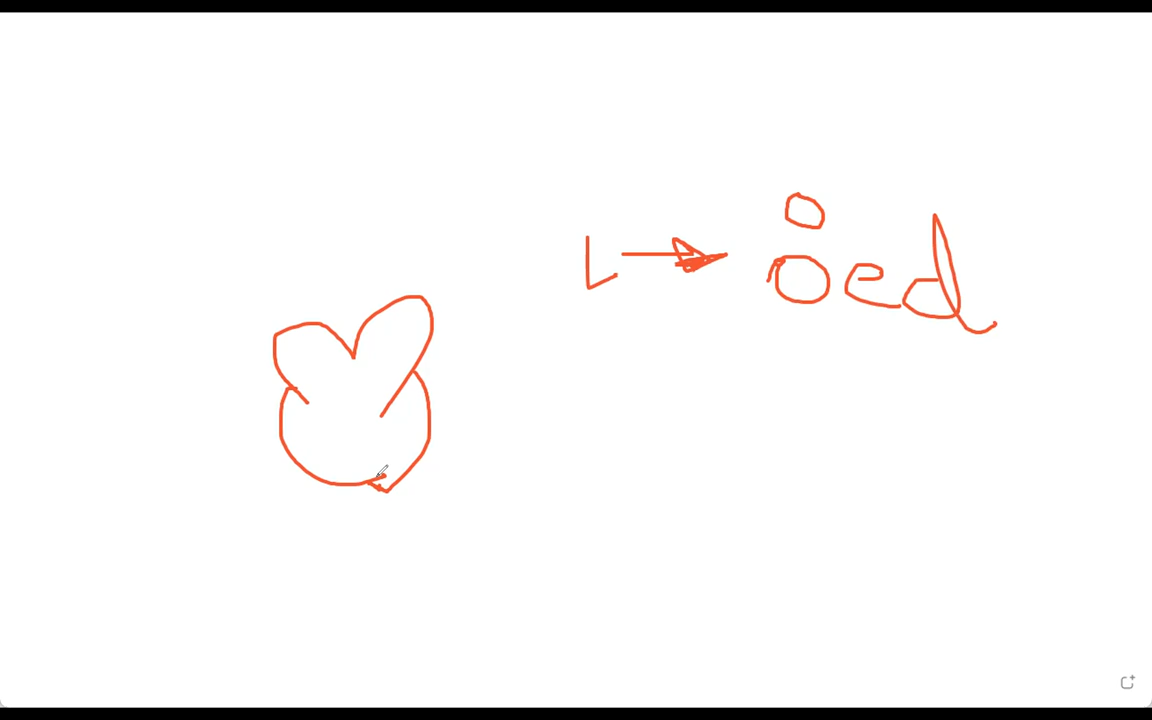 L → oed